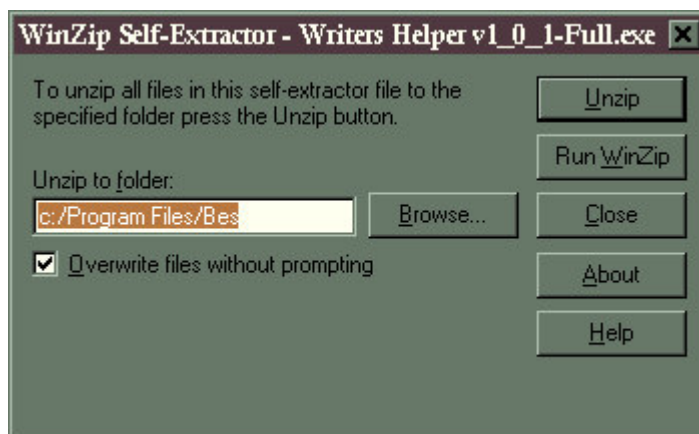 WinZip Self-Extractor - Writers Helper v1_0_1-Full.exe
To unzip all files in this self-extractor file to the
specified folder press the Unzip button.
Unzip to folder:
c:/Program Files/Bes
Browse...
Overwrite files without prompting
Unzip
Run WinZip
Close
About
Help